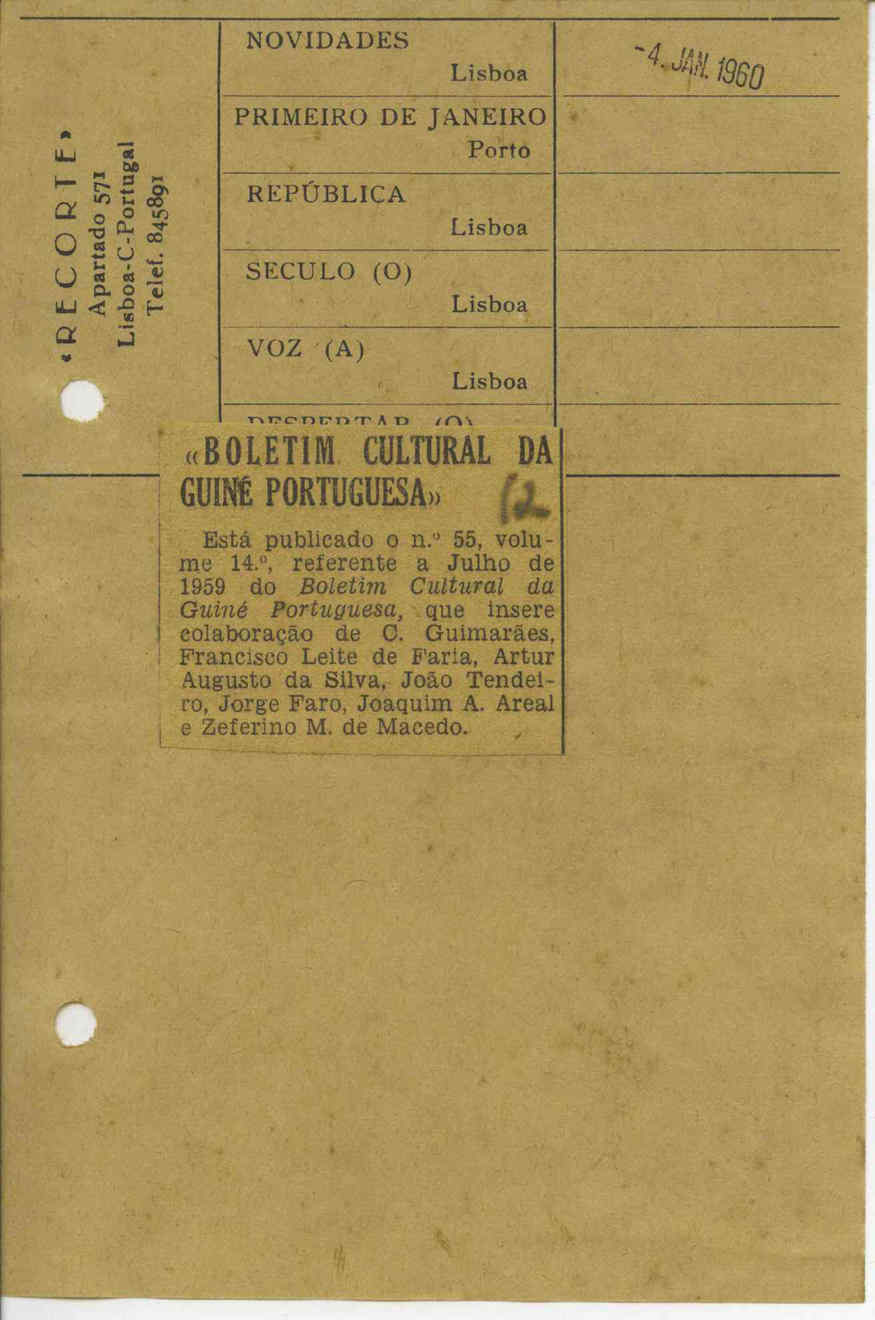 «RECORTE»
Apartado 571
Lisboa-C-Portugal
Telef. 845891
NOVIDADES
Lisboa
-4. JAN. 1960
PRIMEIRO DE JANEIRO
Porto
REPÚBLICA
Lisboa
SECULO (O)
Lisboa
VOZ (A)
Lisboa
DESPERTAR (O)
«BOLETIM CULTURAL DA
GUINÉ PORTUGUESA»
12
Está publicado o n.º 55, volu-
me 14.º, referente a Julho de
1959 do Boletim Cultural da
Guiné Portuguesa, que insere
colaboração de C. Guimarães,
Francisco Leite de Faria, Artur
Augusto da Silva, João Tendei-
ro, Jorge Faro, Joaquim A. Areal
e Zeferino M. de Macedo.